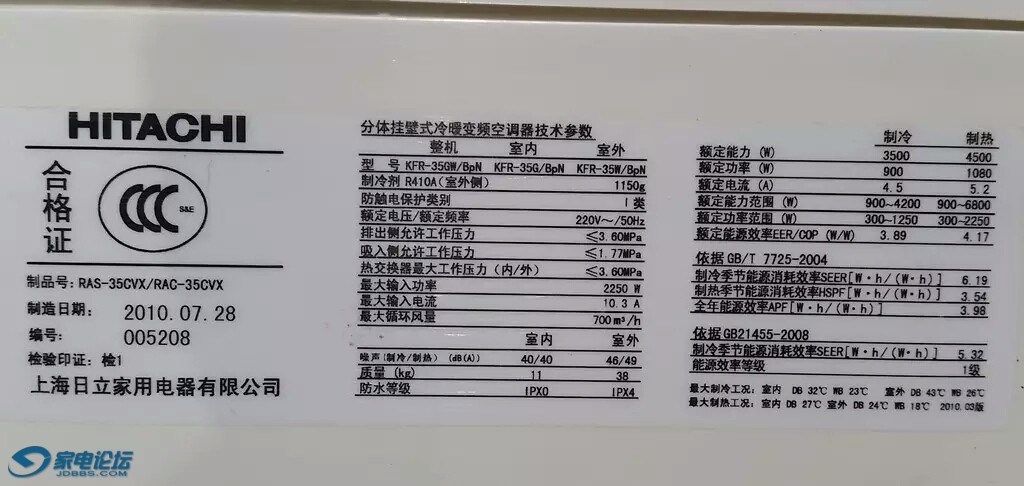 HITACHI
合格证
CCC S&E
制品号: RAS-35CVX/RAC-35CVX
制造日期: 2010.07.28
编号: 005208
检验印证: 检1
上海日立家用电器有限公司
分体挂壁式冷暖变频空调器技术参数
整机 室内 室外
型 号 KFR-35GW/BpN KFR-35G/BpN KFR-35W/BpN
制冷剂 R410A(室外侧) 1150g
防触电保护类别 I 类
额定电压/额定频率 220V～/50Hz
排出侧允许工作压力 ≤3.60MPa
吸入侧允许工作压力 ≤1.77MPa
热交换器最大工作压力 (内/外) ≤3.60MPa
最大输入功率 2250 W
最大输入电流 10.3 A
最大循环风量 700 m³/h
室内 室外
噪声(制冷/制热) (dB(A)) 40/40 46/49
质量 (kg) 11 38
防水等级 IPX0 IPX4
制冷 制热
额定能力 (W) 3500 4500
额定功率 (W) 900 1080
额定电流 (A) 4.5 5.2
额定能力范围 (W) 900~4200 900~6800
额定功率范围 (W) 300~1250 300~2250
额定能源效率EER/COP (W/W) 3.89 4.17
依据 GB/T 7725-2004
制冷季节能源消耗效率SEER[W·h/(W·h)] 6.19
制热季节能源消耗效率HSPF[W·h/(W·h)] 3.54
全年能源消耗效率APF[W·h/(W·h)] 3.98
依据GB21455-2008
制冷季节能源消耗效率SEER[W·h/(W·h)] 5.32
能源效率等级 1级
最大制冷工况: 室内 DB 32℃ WB 23℃ 室外 DB 43℃ WB 26℃
最大制热工况: 室内 DB 27℃ 室外 DB 24℃ WB 18℃ 2010.03版
家电论坛
JDBBS.COM